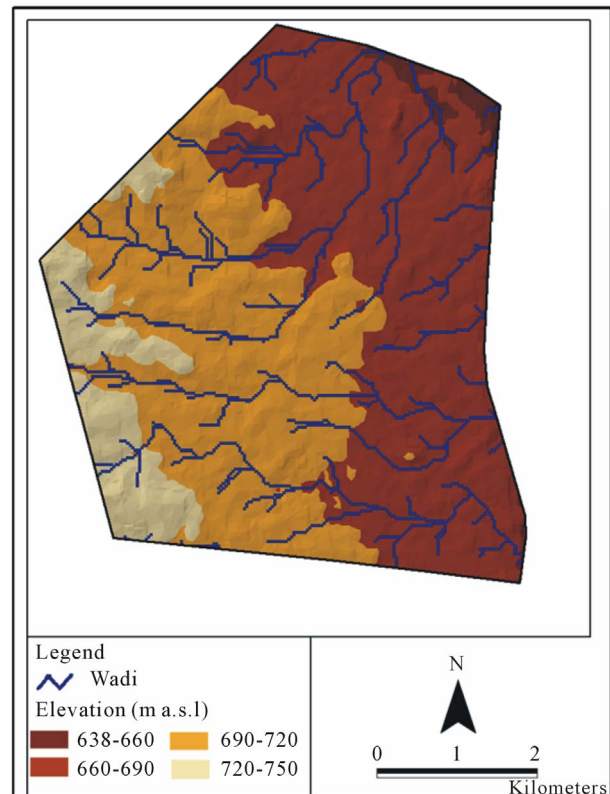 Legend
Wadi
Elevation (m a.s.l)
638-660
690-720
660-690
720-750
N
0 1 2
Kilometers